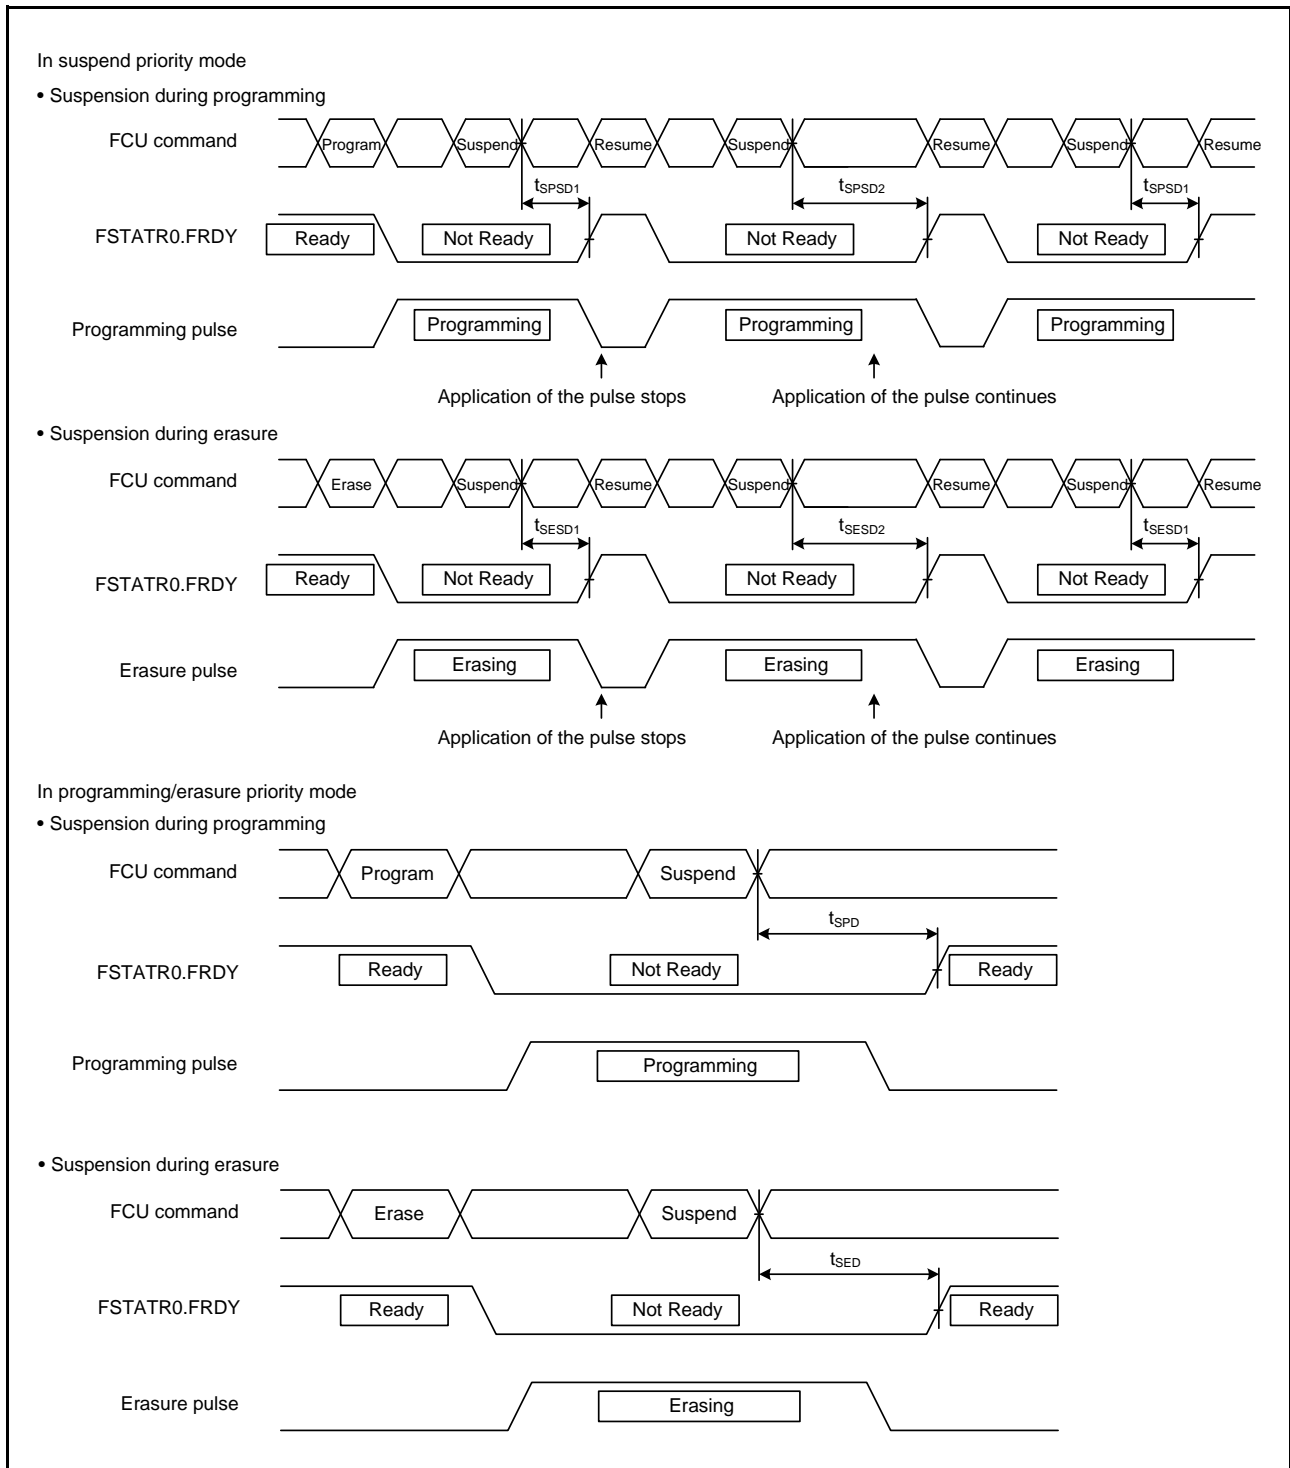 In suspend priority mode
• Suspension during programming
FCU command
Program
Suspend
Resume
Suspend
Resume
Suspend
Resume
tSPSD1
tSPSD2
tSPSD1
FSTATR0.FRDY
Ready
Not Ready
Not Ready
Not Ready
Programming pulse
Programming
Programming
Programming
Application of the pulse stops
Application of the pulse continues
• Suspension during erasure
FCU command
Erase
Suspend
Resume
Suspend
Resume
Suspend
Resume
tSESD1
tSESD2
tSESD1
FSTATR0.FRDY
Ready
Not Ready
Not Ready
Not Ready
Erasure pulse
Erasing
Erasing
Erasing
Application of the pulse stops
Application of the pulse continues
In programming/erasure priority mode
• Suspension during programming
FCU command
Program
Suspend
tSPD
FSTATR0.FRDY
Ready
Not Ready
Ready
Programming pulse
Programming
• Suspension during erasure
FCU command
Erase
Suspend
tSED
FSTATR0.FRDY
Ready
Not Ready
Ready
Erasure pulse
Erasing